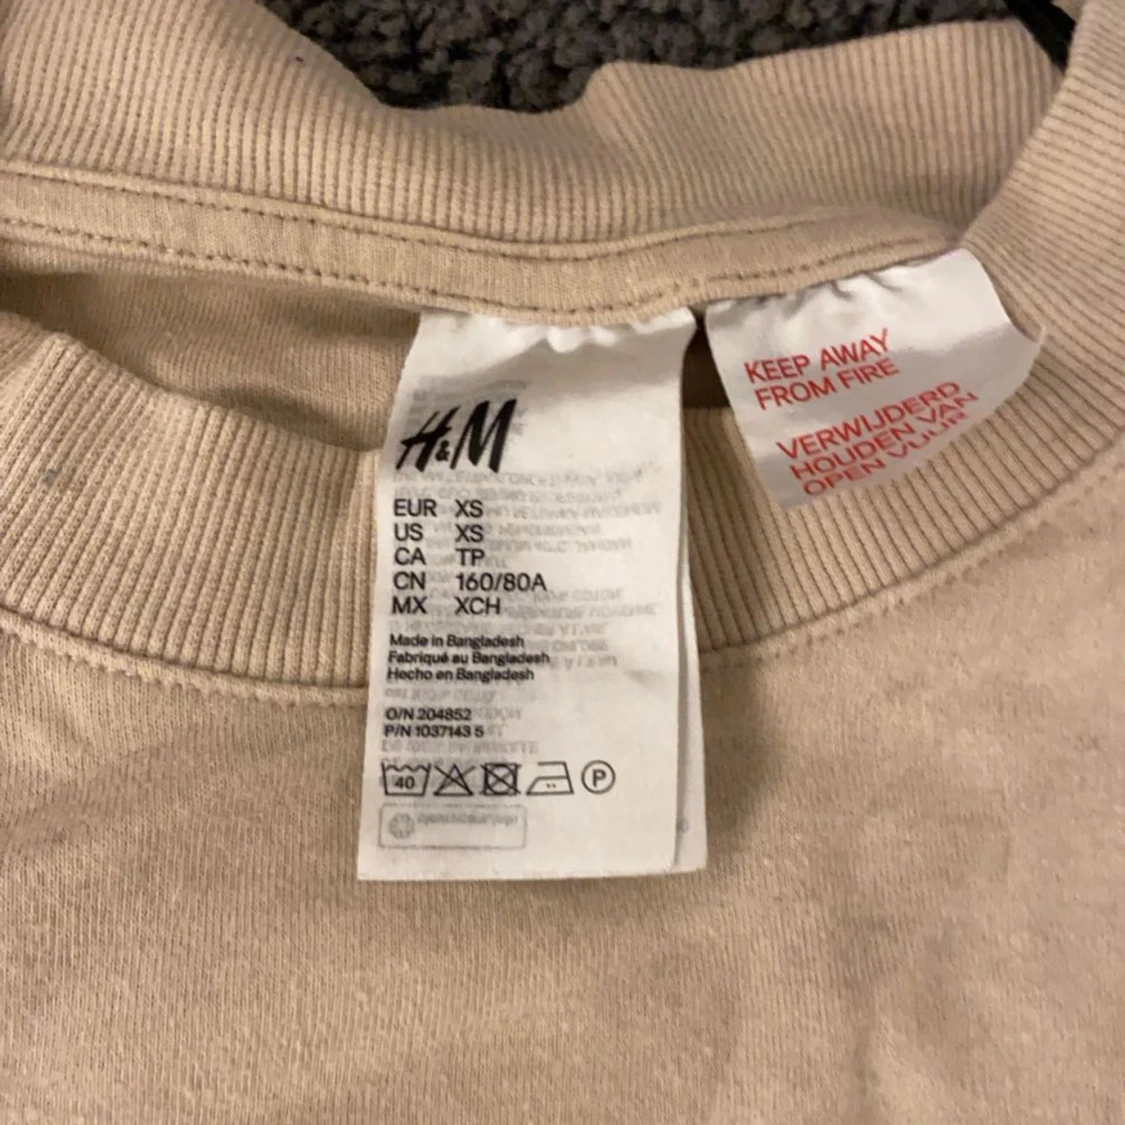 H&M
EUR XS
US XS
CA TP
CN 160/80A
MX XCH
Made in Bangladesh
Fabriqué au Bangladesh
Hecho en Bangladesh
O/N 204852
P/N 1037143 5
40
P
KEEP AWAY
FROM FIRE
VERWIJDERD
HOUDEN VAN
OPEN VUUR